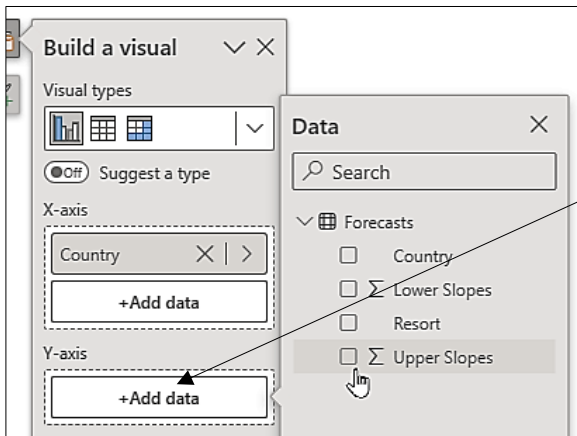 Build a visual
Visual types
Off Suggest a type
X-axis
Country
+Add data
Y-axis
+Add data
Data
Search
Forecasts
Country
Σ Lower Slopes
Resort
Σ Upper Slopes